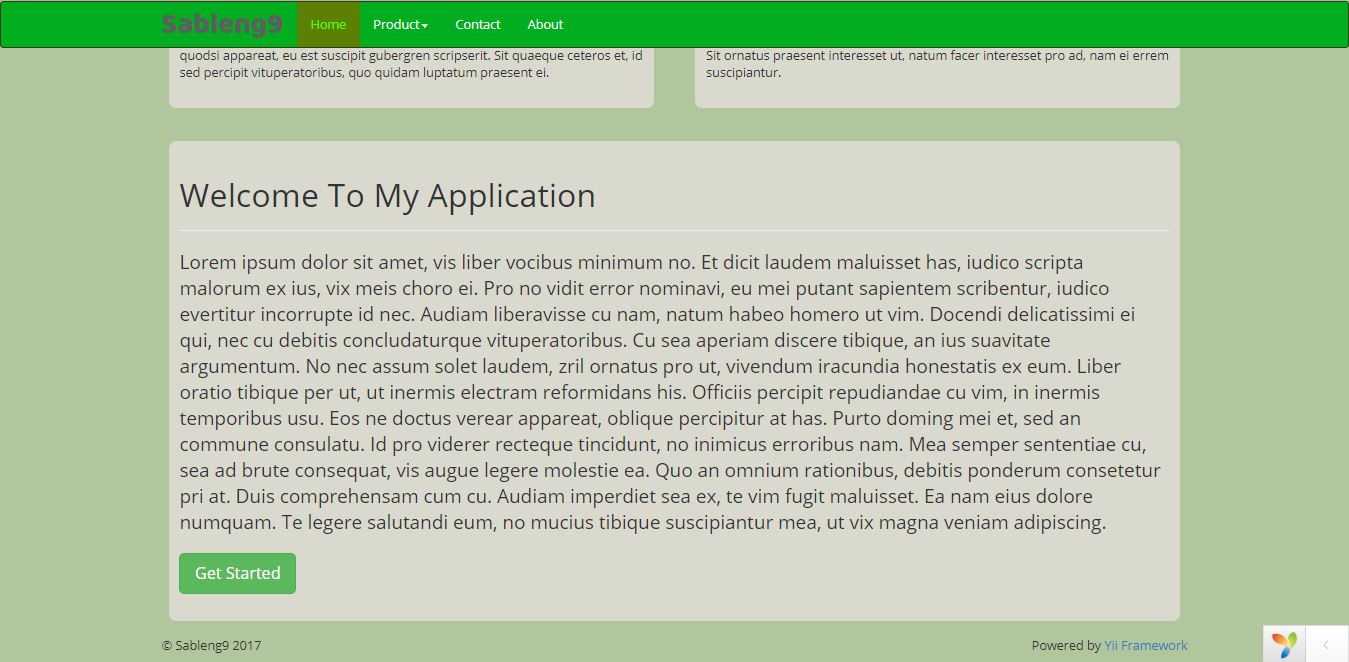 Sableng9 Home Product Contact About
quodsi appareat, eu est suscipit gubergren scripserit. Sit quaeque ceteros et, id
sed percipit vituperatoribus, quo quidam luptatum praesent ei.
Sit ornatus praesent interesset ut, natum facer interesset pro ad, nam ei errem
suscipiantur.
Welcome To My Application
Lorem ipsum dolor sit amet, vis liber vocibus minimum no. Et dicit laudem maluisset has, iudico scripta
malorum ex ius, vix meis choro ei. Pro no vidit error nominavi, eu mei putant sapientem scribentur, iudico
evertitur incorrupte id nec. Audiam liberavisse cu nam, natum habeo homero ut vim. Docendi delicatissimi ei
qui, nec cu debitis concludaturque vituperatoribus. Cu sea aperiam discere tibique, an ius suavitate
argumentum. No nec assum solet laudem, zril ornatus pro ut, vivendum iracundia honestatis ex eum. Liber
oratio tibique per ut, ut inermis electram reformidans his. Officiis percipit repudiandae cu vim, in inermis
temporibus usu. Eos ne doctus verear appareat, oblique percipitur at has. Purto doming mei et, sed an
commune consulatu. Id pro viderer recteque tincidunt, no inimicus erroribus nam. Mea semper sententiae cu,
sea ad brute consequat, vis augue legere molestie ea. Quo an omnium rationibus, debitis ponderum consetetur
pri at. Duis comprehensam cum cu. Audiam imperdiet sea ex, te vim fugit maluisset. Ea nam eius dolore
numquam. Te legere salutandi eum, no mucius tibique suscipiantur mea, ut vix magna veniam adipiscing.
Get Started
© Sableng9 2017
Powered by Yii Framework